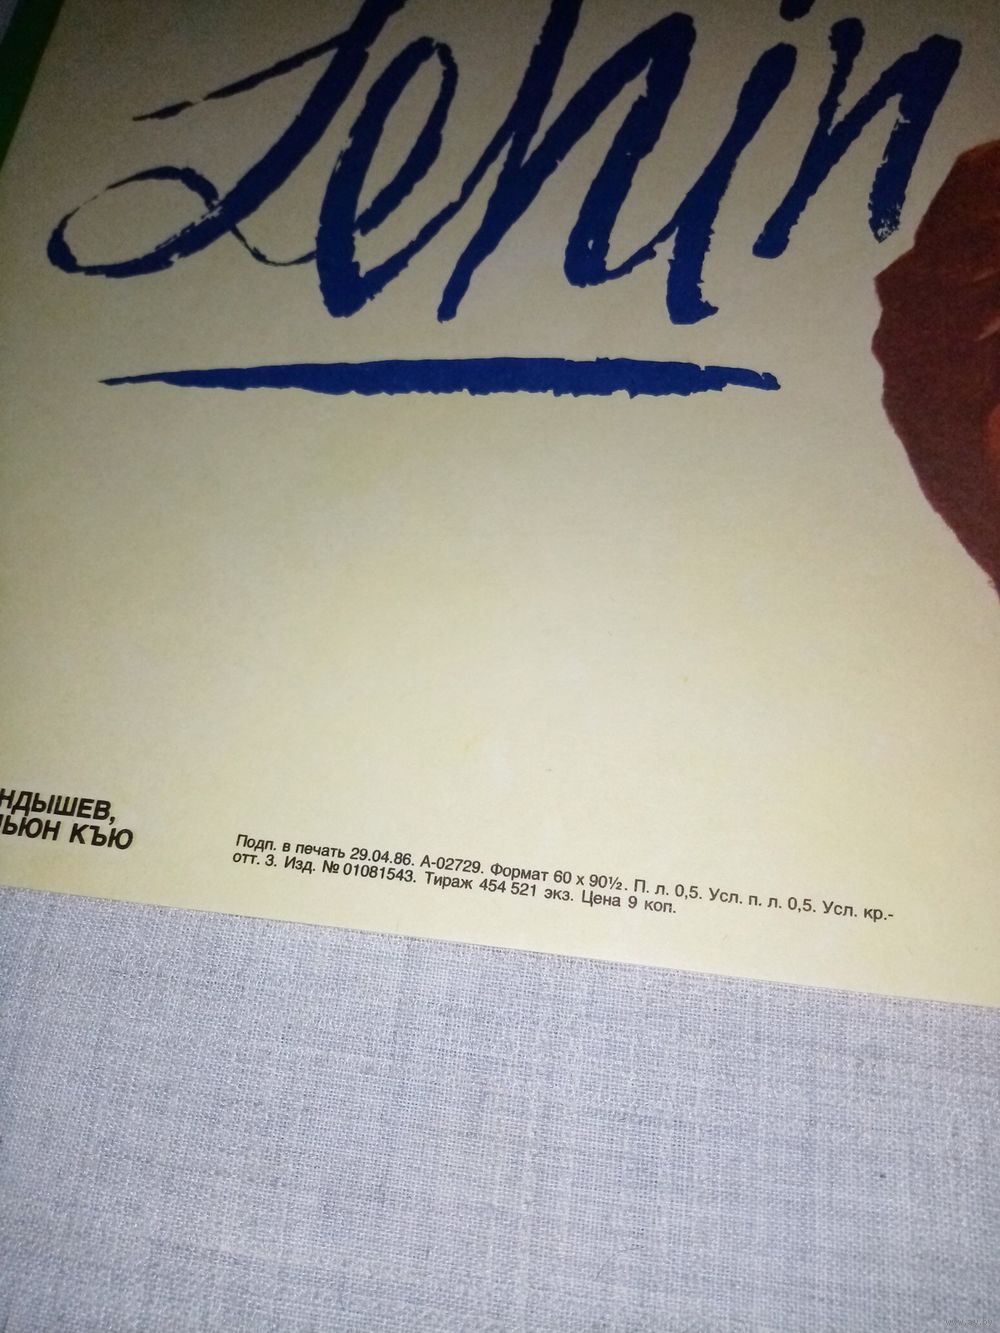 Lenin
НДЫШЕВ,
ЬЮН КЪЮ
Подп. в печать 29.04.86. А-02729. Формат 60 х 90½. П. л. 0,5. Усл. п. л. 0,5. Усл. кр.-
отт. 3. Изд. № 01081543. Тираж 454 521 экз. Цена 9 коп.